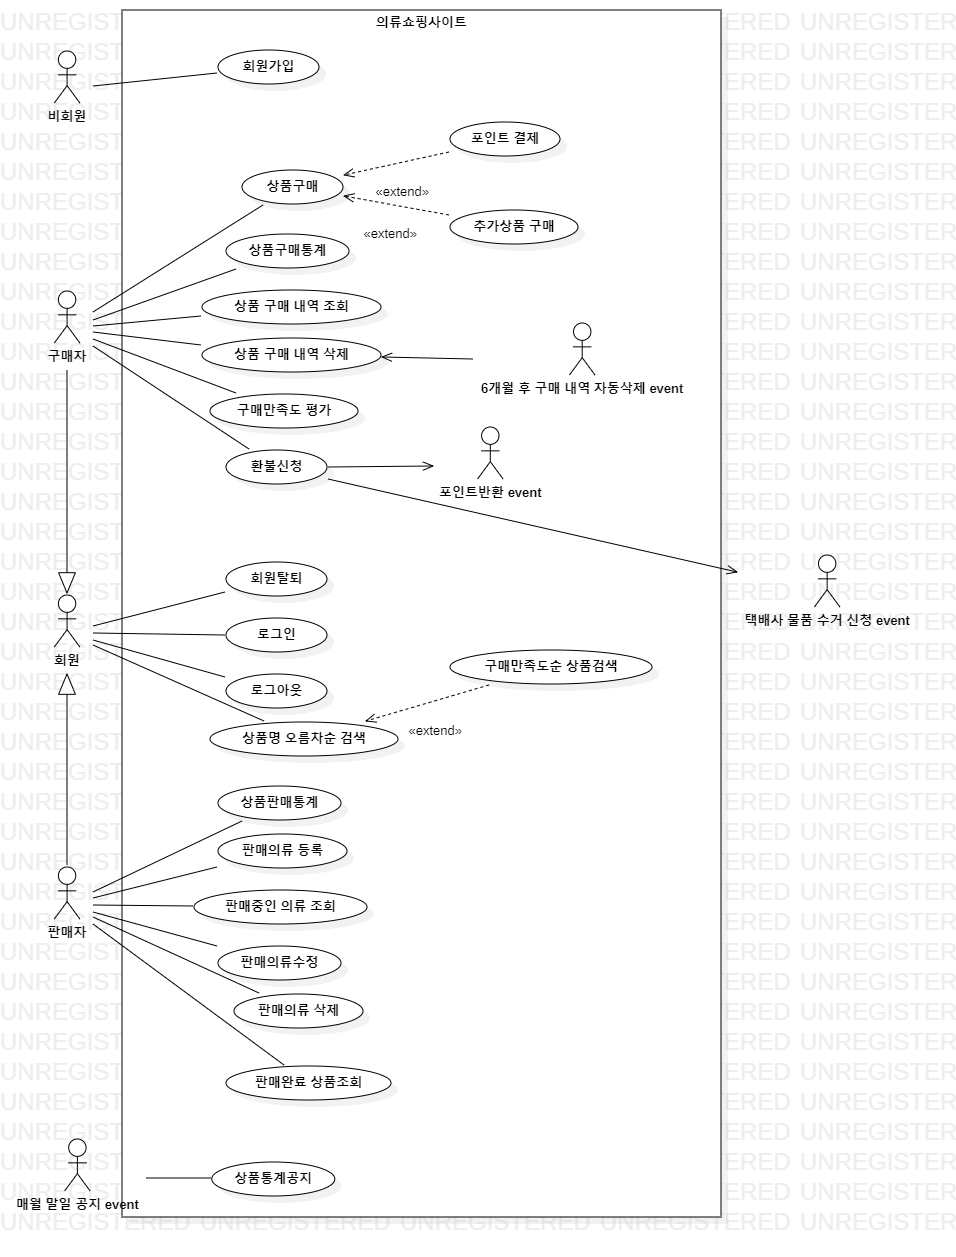 의류쇼핑사이트
회원가입
비회원
포인트 결제
상품구매
«extend»
추가상품 구매
«extend»
상품구매통계
상품 구매 내역 조회
구매자
상품 구매 내역 삭제
6개월 후 구매 내역 자동삭제 event
구매만족도 평가
환불신청
포인트반환 event
회원탈퇴
택배사 물품 수거 신청 event
로그인
회원
구매만족도순 상품검색
로그아웃
«extend»
상품명 오름차순 검색
상품판매통계
판매의류 등록
판매중인 의류 조회
판매자
판매의류수정
판매의류 삭제
판매완료 상품조회
상품통계공지
매월 말일 공지 event
UNREGISTERED